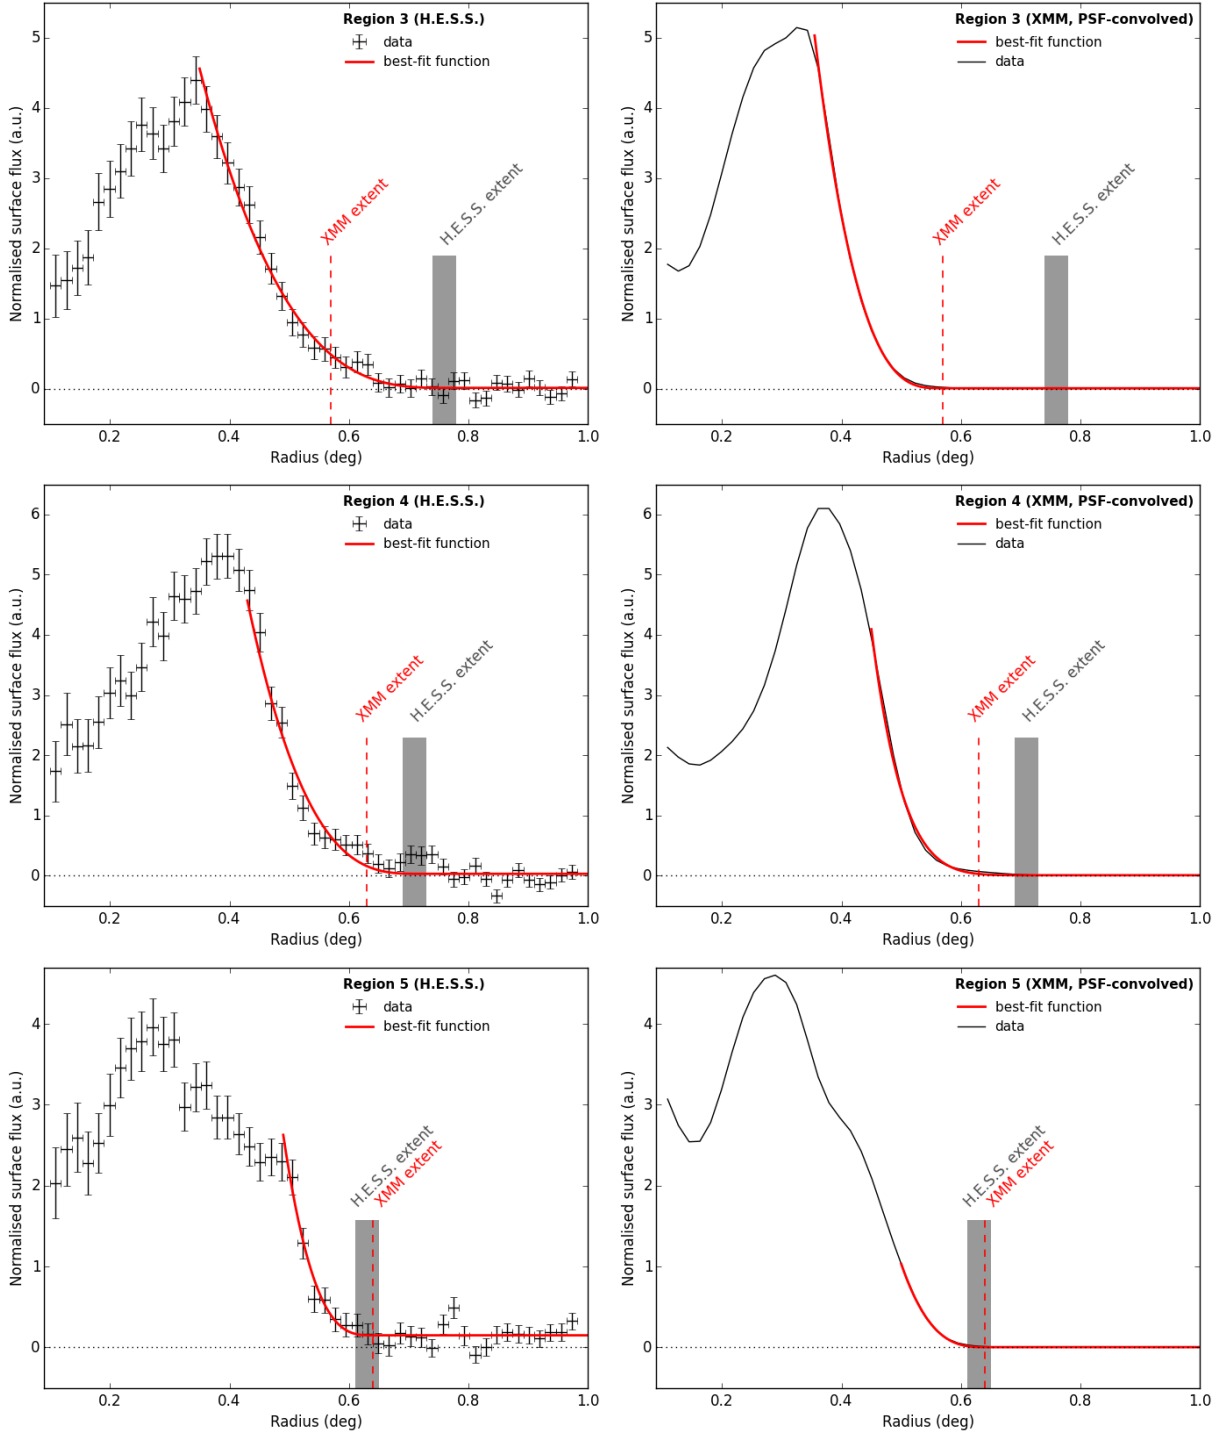 Region 3 (H.E.S.S.)
data
best-fit function
XMM extent
H.E.S.S. extent
Normalised surface flux (a.u.)
5
4
3
2
1
0
0.2 0.4 0.6 0.8 1.0
Radius (deg)
Region 3 (XMM, PSF-convolved)
best-fit function
data
XMM extent
H.E.S.S. extent
Normalised surface flux (a.u.)
5
4
3
2
1
0
0.2 0.4 0.6 0.8 1.0
Radius (deg)
Region 4 (H.E.S.S.)
data
best-fit function
XMM extent
H.E.S.S. extent
Normalised surface flux (a.u.)
6
5
4
3
2
1
0
0.2 0.4 0.6 0.8 1.0
Radius (deg)
Region 4 (XMM, PSF-convolved)
best-fit function
data
XMM extent
H.E.S.S. extent
Normalised surface flux (a.u.)
6
5
4
3
2
1
0
0.2 0.4 0.6 0.8 1.0
Radius (deg)
Region 5 (H.E.S.S.)
data
best-fit function
H.E.S.S. extent
XMM extent
Normalised surface flux (a.u.)
4
3
2
1
0
0.2 0.4 0.6 0.8 1.0
Radius (deg)
Region 5 (XMM, PSF-convolved)
best-fit function
data
H.E.S.S. extent
XMM extent
Normalised surface flux (a.u.)
4
3
2
1
0
0.2 0.4 0.6 0.8 1.0
Radius (deg)